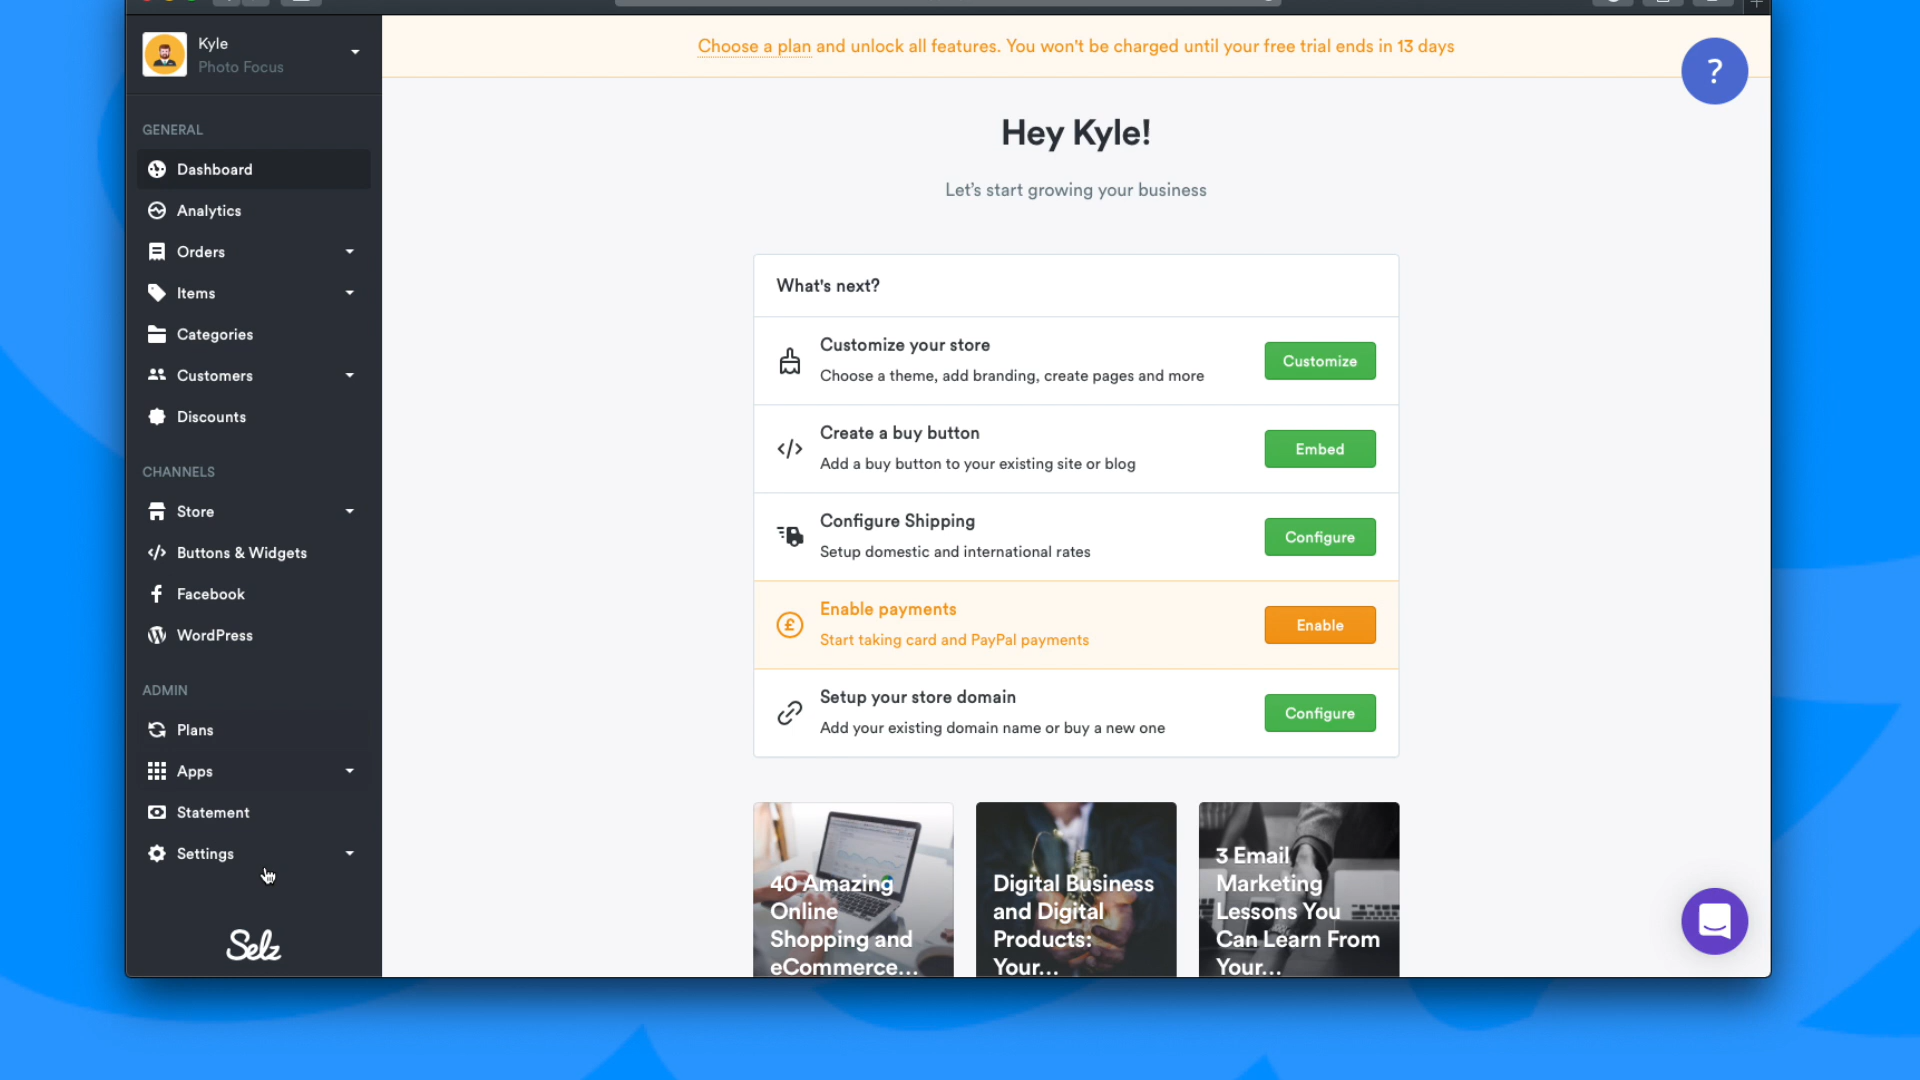 Kyle
Photo Focus
Choose a plan and unlock all features. You won't be charged until your free trial ends in 13 days
?
GENERAL
Dashboard
Analytics
Orders
Items
Categories
Customers
Discounts
CHANNELS
Store
Buttons & Widgets
Facebook
WordPress
ADMIN
Plans
Apps
Statement
Settings
Selz
Hey Kyle!
Let's start growing your business
What's next?
Customize your store
Choose a theme, add branding, create pages and more
Customize
Create a buy button
Add a buy button to your existing site or blog
Embed
Configure Shipping
Setup domestic and international rates
Configure
Enable payments
Start taking card and PayPal payments
Enable
Setup your store domain
Add your existing domain name or buy a new one
Configure
40 Amazing
Online
Shopping and
eCommerce...
Digital Business
and Digital
Products:
Your...
3 Email
Marketing
Lessons You
Can Learn From
Your...